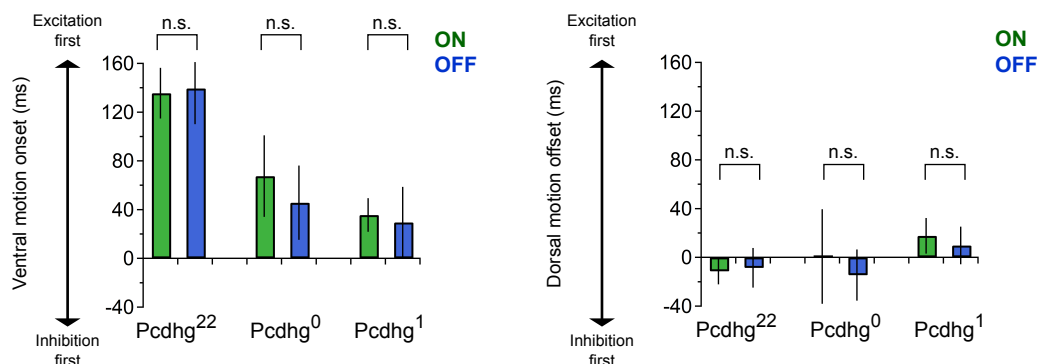 Excitation
first
n.s.
n.s.
n.s.
ON
OFF
Ventral motion onset (ms)
160
120
80
40
0
-40
Pcdhg22
Pcdhg0
Pcdhg1
Inhibition
first
Excitation
first
ON
OFF
Dorsal motion offset (ms)
160
120
80
40
0
-40
n.s.
n.s.
n.s.
Pcdhg22
Pcdhg0
Pcdhg1
Inhibition
first